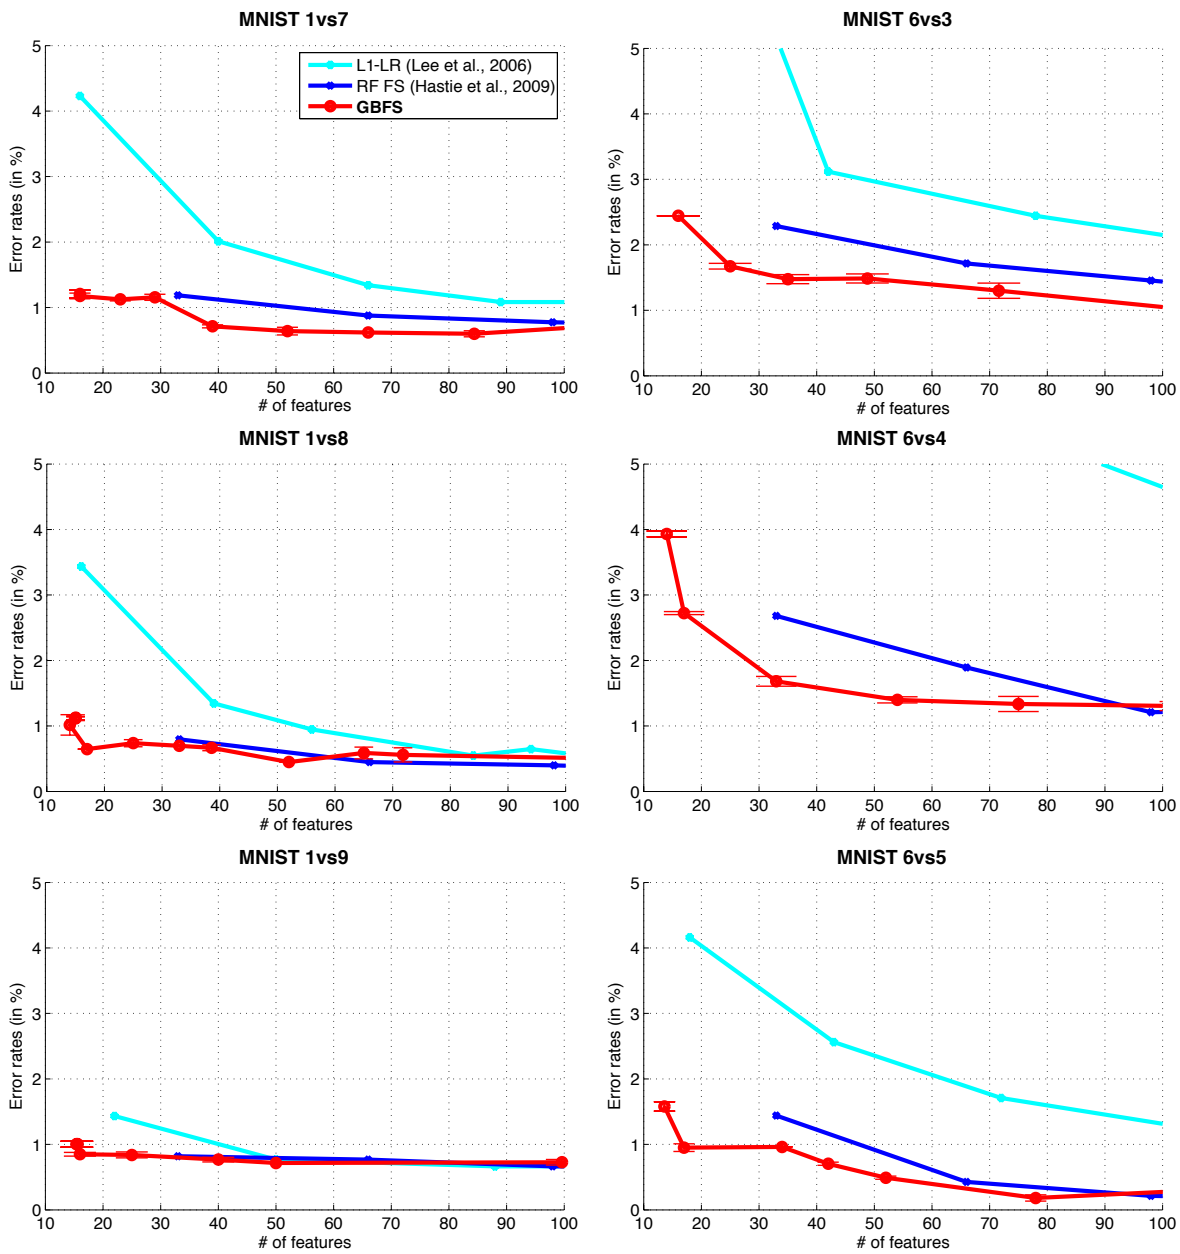 MNIST 1vs7
5
4
3
2
1
0
10 20 30 40 50 60 70 80 90 100
Error rates (in %)
# of features
L1-LR (Lee et al., 2006)
RF FS (Hastie et al., 2009)
GBFS
MNIST 6vs3
5
4
3
2
1
0
10 20 30 40 50 60 70 80 90 100
Error rates (in %)
# of features
MNIST 1vs8
5
4
3
2
1
0
10 20 30 40 50 60 70 80 90 100
Error rates (in %)
# of features
MNIST 6vs4
5
4
3
2
1
0
10 20 30 40 50 60 70 80 90 100
Error rates (in %)
# of features
MNIST 1vs9
5
4
3
2
1
0
10 20 30 40 50 60 70 80 90 100
Error rates (in %)
# of features
MNIST 6vs5
5
4
3
2
1
0
10 20 30 40 50 60 70 80 90 100
Error rates (in %)
# of features